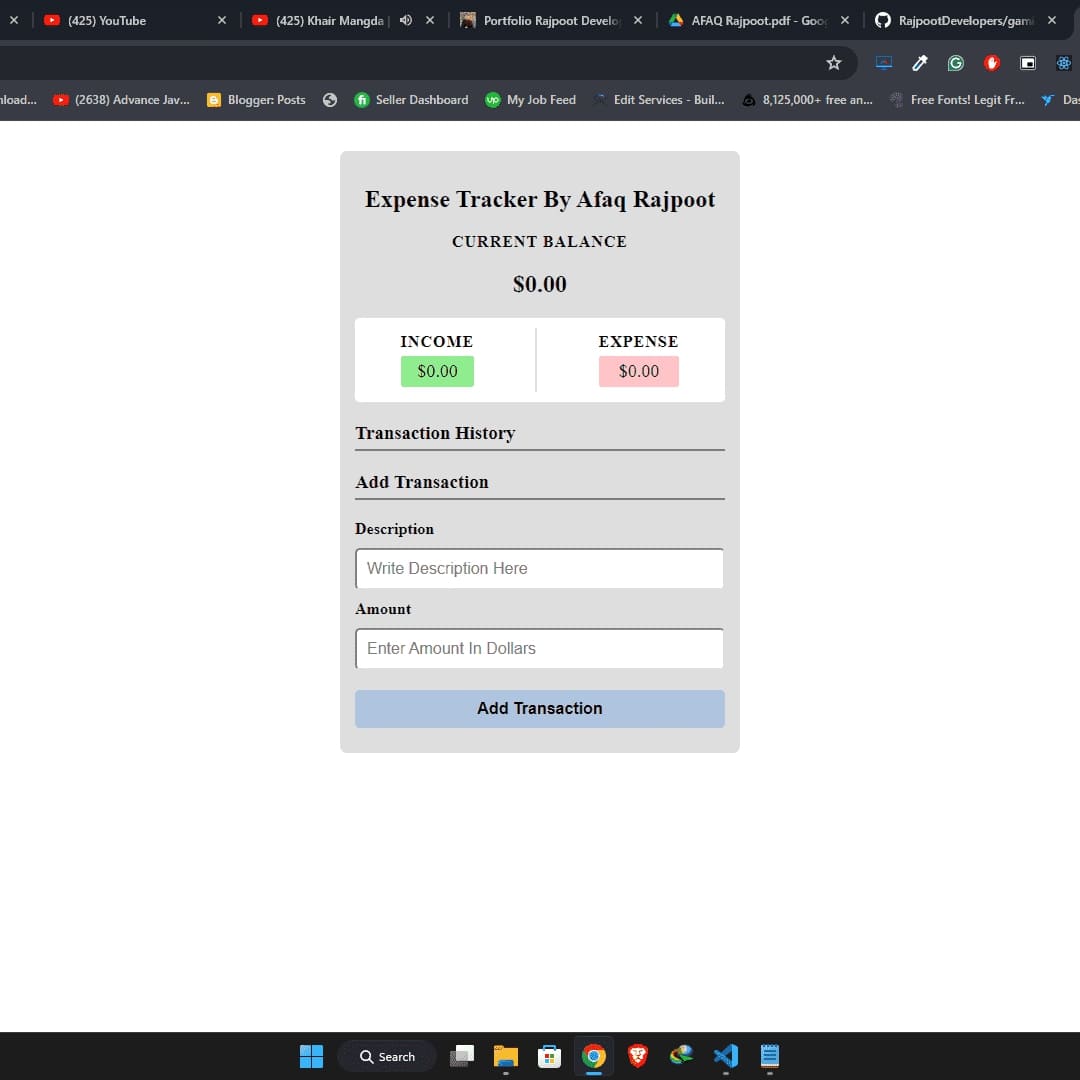 (425) YouTube
(425) Khair Mangda
Portfolio Rajpoot Develo
AFAQ Rajpoot.pdf - Goo
RajpootDevelopers/gam
nload...
(2638) Advance Jav...
Blogger: Posts
Seller Dashboard
My Job Feed
Edit Services - Buil...
8,125,000+ free an...
Free Fonts! Legit Fr...
Das
Expense Tracker By Afaq Rajpoot
CURRENT BALANCE
$0.00
INCOME
EXPENSE
$0.00
$0.00
Transaction History
Add Transaction
Description
Write Description Here
Amount
Enter Amount In Dollars
Add Transaction
Search